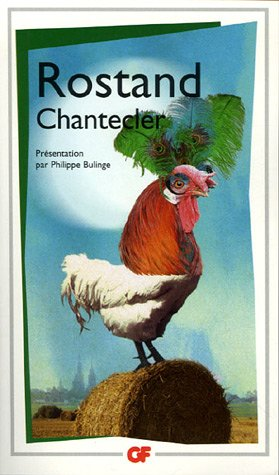 Rostand
Chantecler
Présentation
par Philippe Bulinge
GF